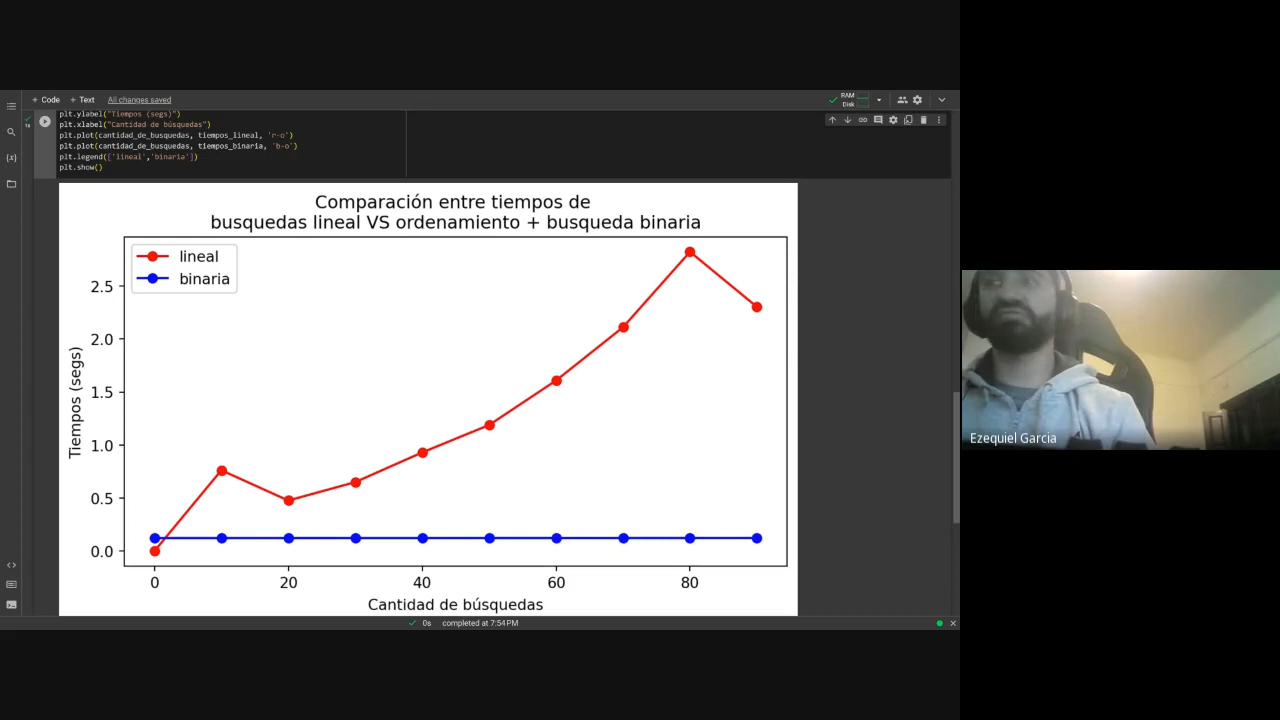 + Code + Text All changes saved
RAM
Disk
plt.ylabel("Tiempos (segs)")
plt.xlabel("Cantidad de búsquedas")
plt.plot(cantidad_de_busquedas, tiempos_lineal, 'r-o')
plt.plot(cantidad_de_busquedas, tiempos_binaria, 'b-o')
plt.legend(['lineal','binaria'])
plt.show()
Comparación entre tiempos de
busquedas lineal VS ordenamiento + busqueda binaria
lineal
binaria
2.5
2.0
1.5
1.0
0.5
0.0
Tiempos (segs)
0 20 40 60 80
Cantidad de búsquedas
0s completed at 7:54 PM
Ezequiel Garcia